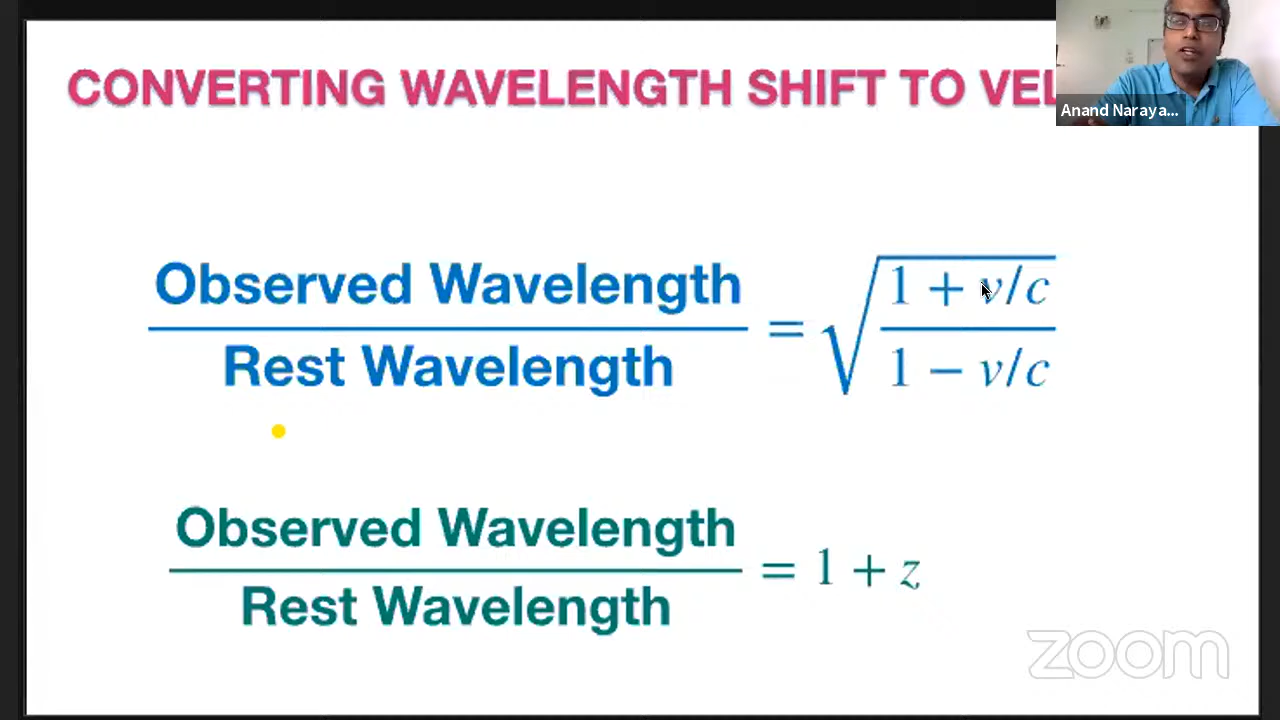 CONVERTING WAVELENGTH SHIFT TO VEL
Anand Naraya...
Observed Wavelength
Rest Wavelength
= √
1 + v/c
1 − v/c
Observed Wavelength
Rest Wavelength
= 1 + z
zoom